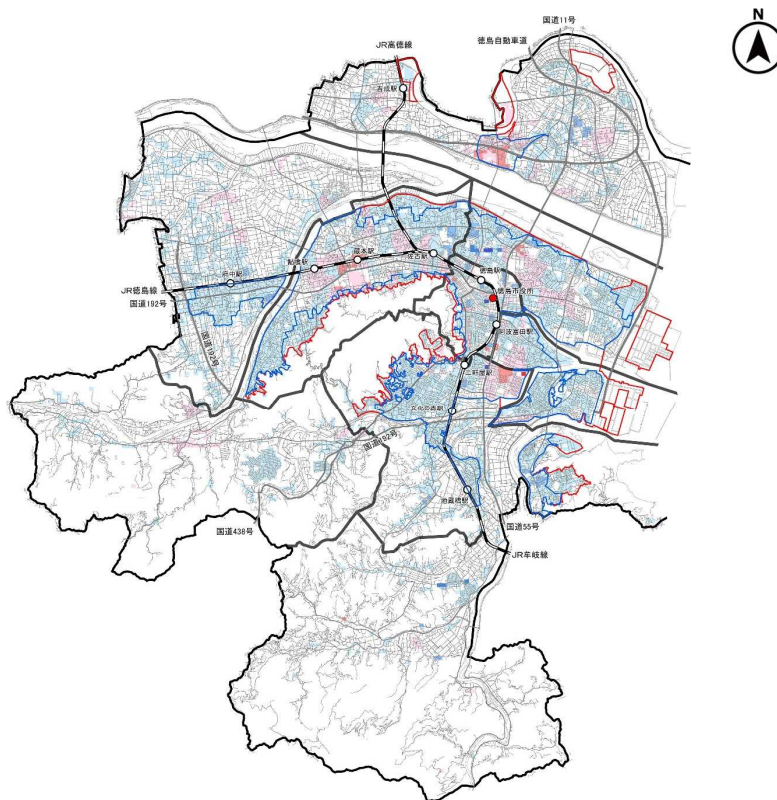 N
国道11号
徳島自動車道
JR高徳線
吉成駅
府中駅
鮎喰駅
蔵本駅
佐古駅
徳島駅
徳島市役所
JR徳島線
国道192号
国道192号
阿波富田駅
二軒屋駅
文化の森駅
国道192号
地蔵橋駅
国道438号
国道55号
JR牟岐線